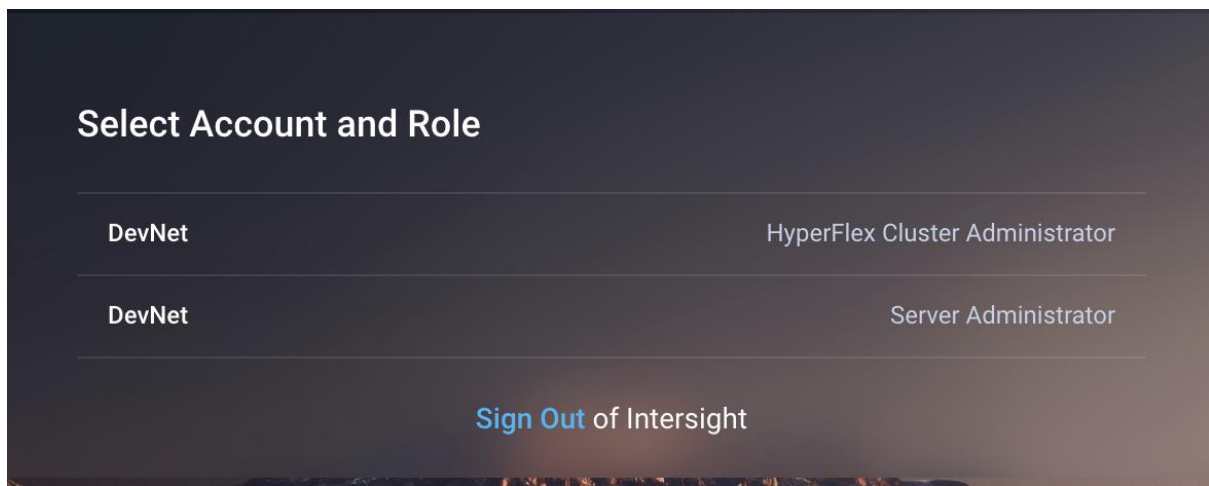 Select Account and Role
DevNet HyperFlex Cluster Administrator
DevNet Server Administrator
Sign Out of Intersight